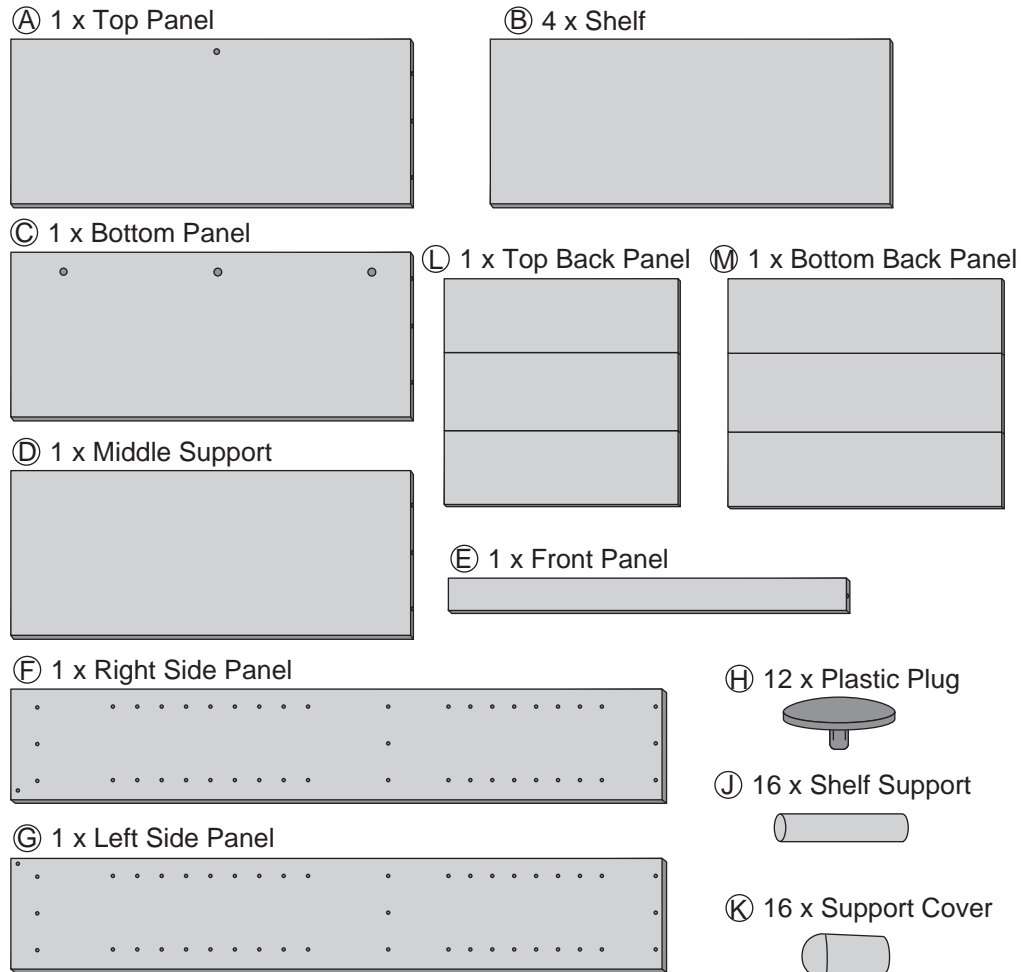 Ⓐ 1 x Top Panel
Ⓑ 4 x Shelf
Ⓒ 1 x Bottom Panel
Ⓛ 1 x Top Back Panel
Ⓜ 1 x Bottom Back Panel
Ⓓ 1 x Middle Support
Ⓔ 1 x Front Panel
Ⓕ 1 x Right Side Panel
Ⓗ 12 x Plastic Plug
Ⓙ 16 x Shelf Support
Ⓖ 1 x Left Side Panel
Ⓚ 16 x Support Cover